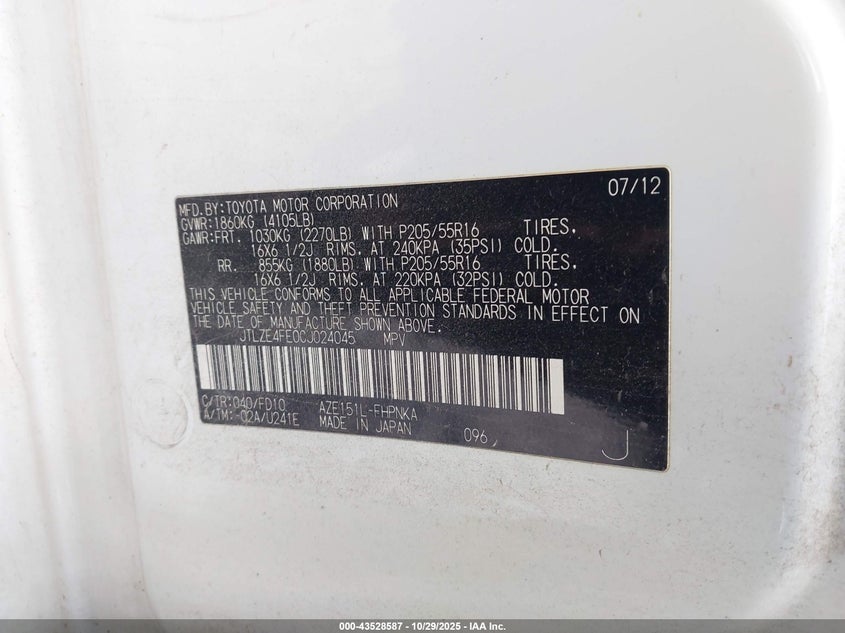 07/12
MFD.BY:TOYOTA MOTOR CORPORATION
GVWR:1860KG (4105LB)
GAWR:FRT. 1030KG (2270LB) WITH P205/55R16 TIRES.
16X6 1/2J RIMS. AT 240KPA (35PSI) COLD.
RR. 855KG (1880LB) WITH P205/55R16 TIRES.
16X6 1/2J RIMS. AT 220KPA (32PSI) COLD.
THIS VEHICLE CONFORMS TO ALL APPLICABLE FEDERAL MOTOR
VEHICLE SAFETY AND THEFT PREVENTION STANDARDS IN EFFECT ON
THE DATE OF MANUFACTURE SHOWN ABOVE.
JTLZE4FE0CJ024045 MPV
C/TR:040/FD10 AZE151L-FHPNKA
A/TM:-02A/U241E MADE IN JAPAN 096
J
000-43528587 - 10/29/2025 - IAA Inc.